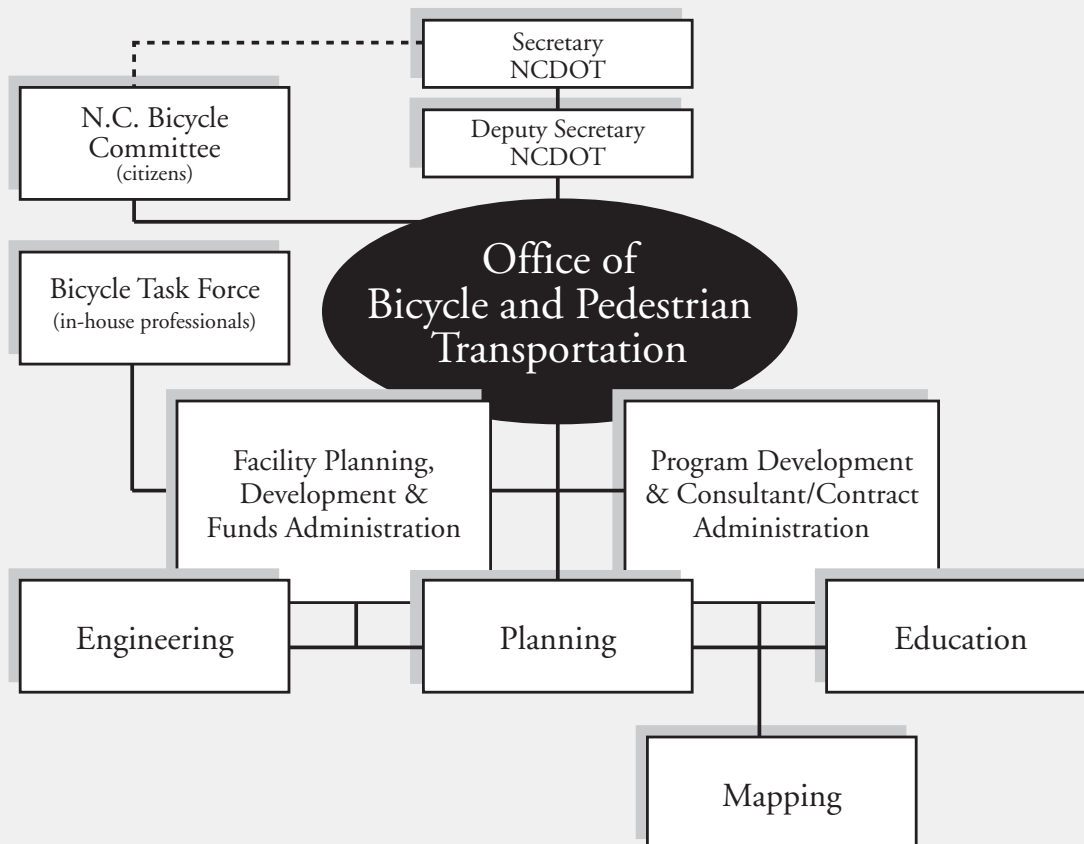 Secretary
NCDOT
N.C. Bicycle
Committee
(citizens)
Deputy Secretary
NCDOT
Office of
Bicycle and Pedestrian
Transportation
Bicycle Task Force
(in-house professionals)
Facility Planning,
Development &
Funds Administration
Program Development
& Consultant/Contract
Administration
Engineering
Planning
Education
Mapping